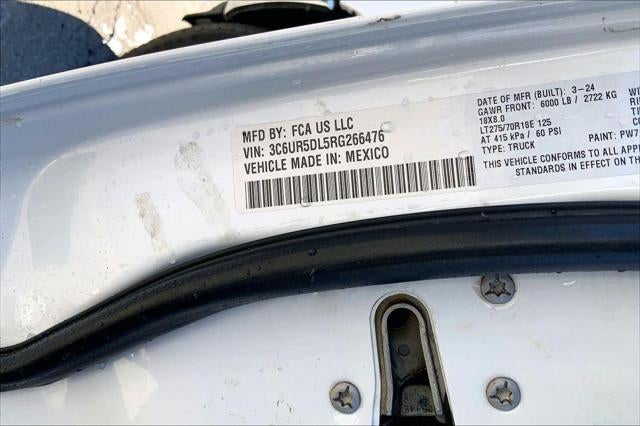 MFD BY: FCA US LLC
VIN: 3C6UR5DL5RG266476
VEHICLE MADE IN: MEXICO
DATE OF MFR (BUILT): 3-24
GAWR FRONT: 6000 LB / 2722 KG
18X8.0
LT275/70R18E 125
AT 415 kPa / 60 PSI
TYPE: TRUCK
PAINT: PW7
THIS VEHICLE CONFORMS TO ALL APP
STANDARDS IN EFFECT ON THE